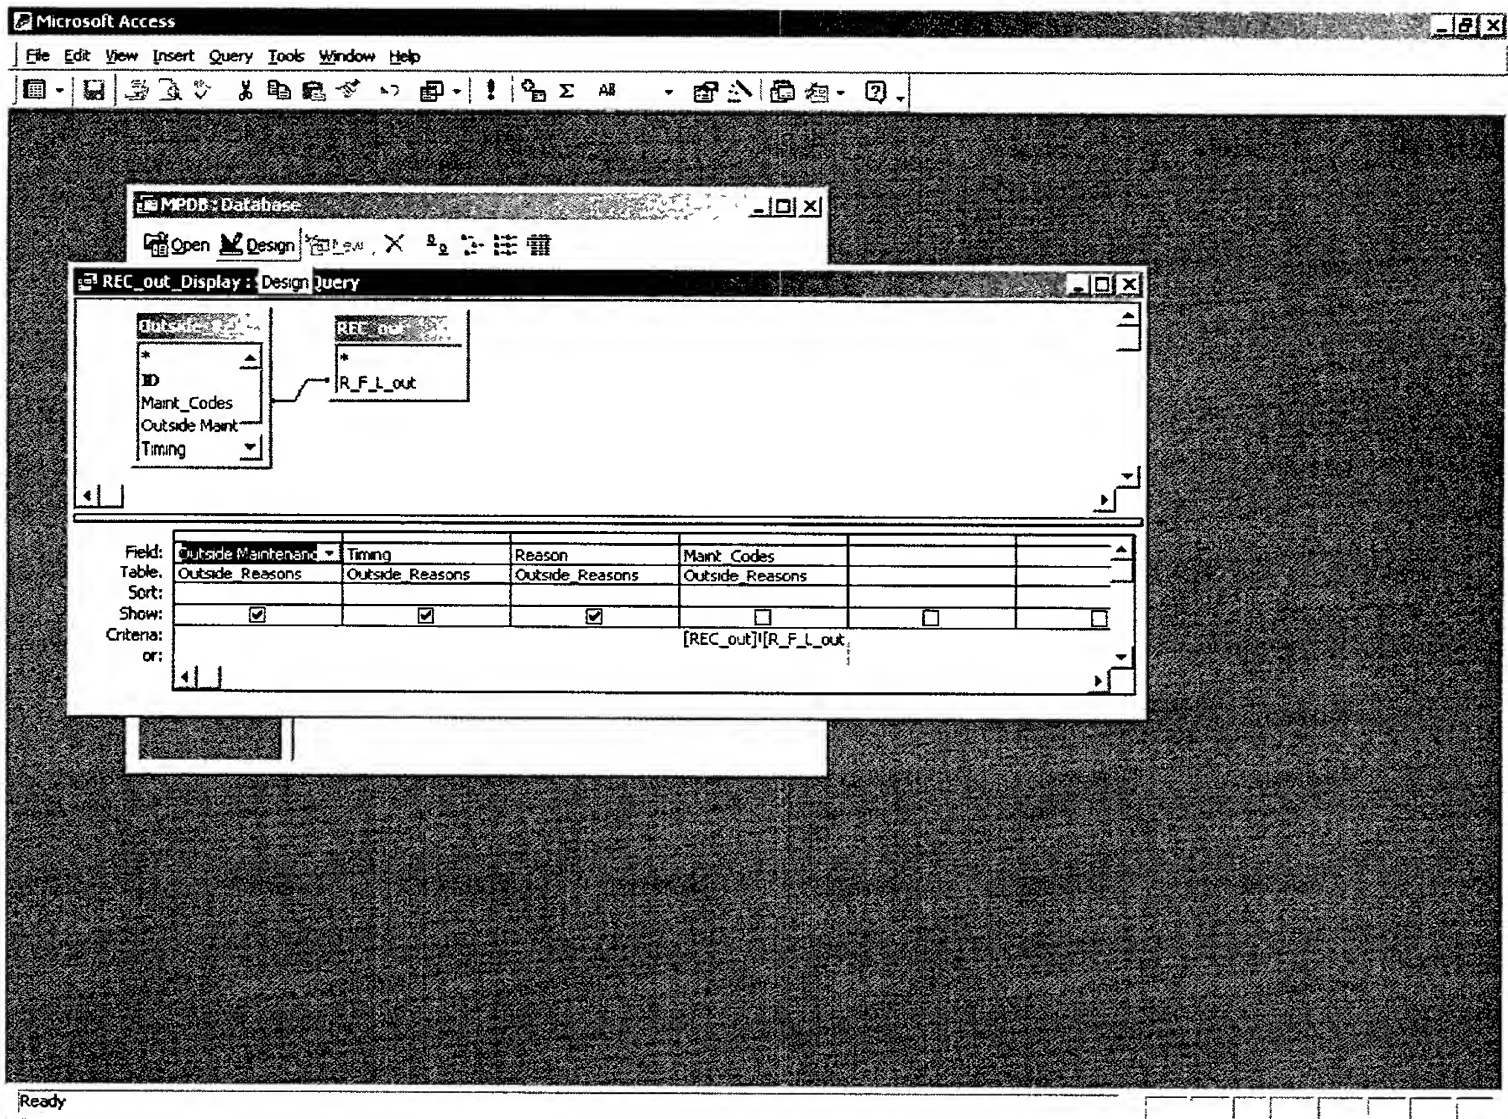 Microsoft Access
File Edit View Insert Query Tools Window Help
MPDB : Database
Open Design New
REC_out_Display : Design Query
Outside
REC_out
*
ID
Maint_Codes
Outside Maint
Timing
*
R_F_L_out
Field: Outside Maintenanc Timing Reason Maint_Codes
Table. Outside_Reasons Outside_Reasons Outside_Reasons Outside_Reasons
Sort:
Show:
Criteria: [REC_out]![R_F_L_out
or:
Ready